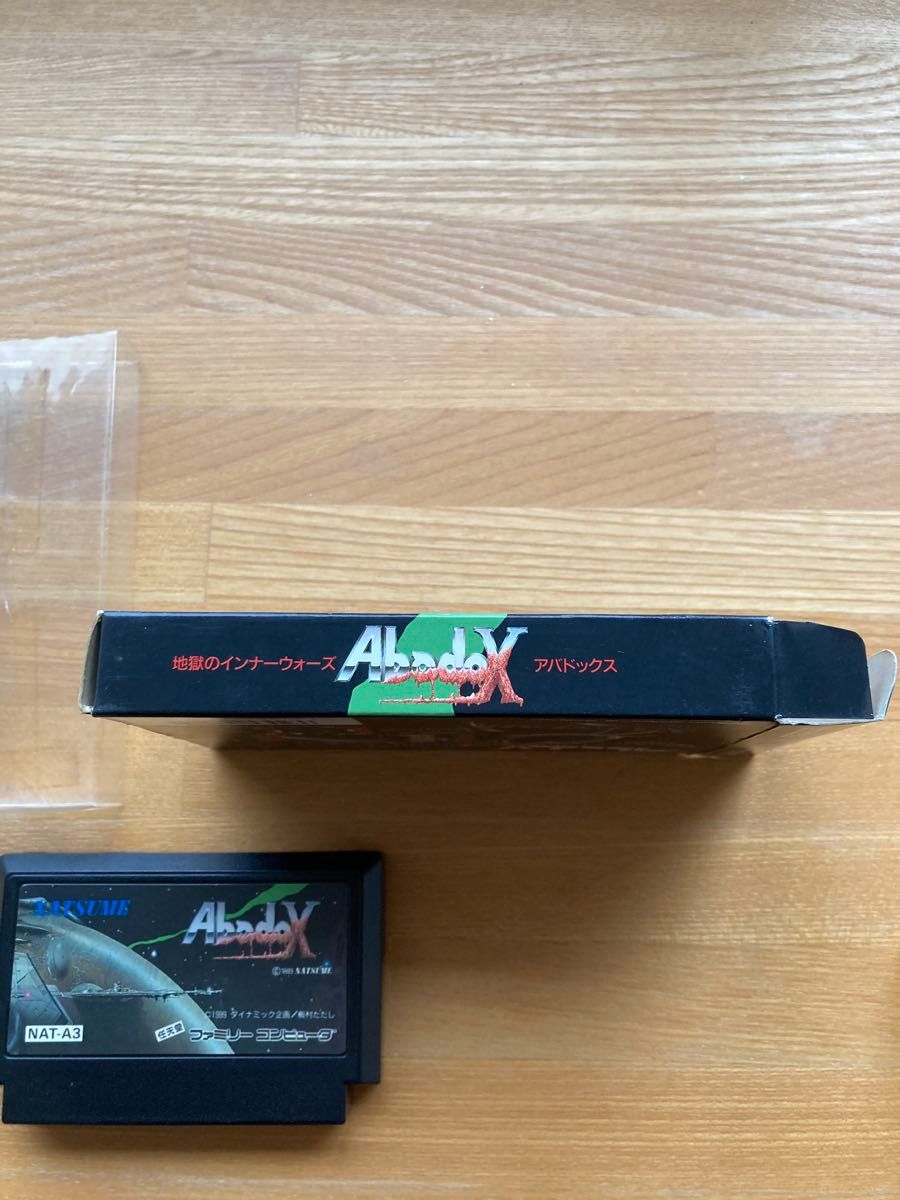 地獄のインナーウォーズ AbadoX アバドックス
NATSUME
AbadoX
©1989 NATSUME
©1989 ダイナミック企画/梶村ただし
NAT-A3 任天堂 ファミリー コンピュータ